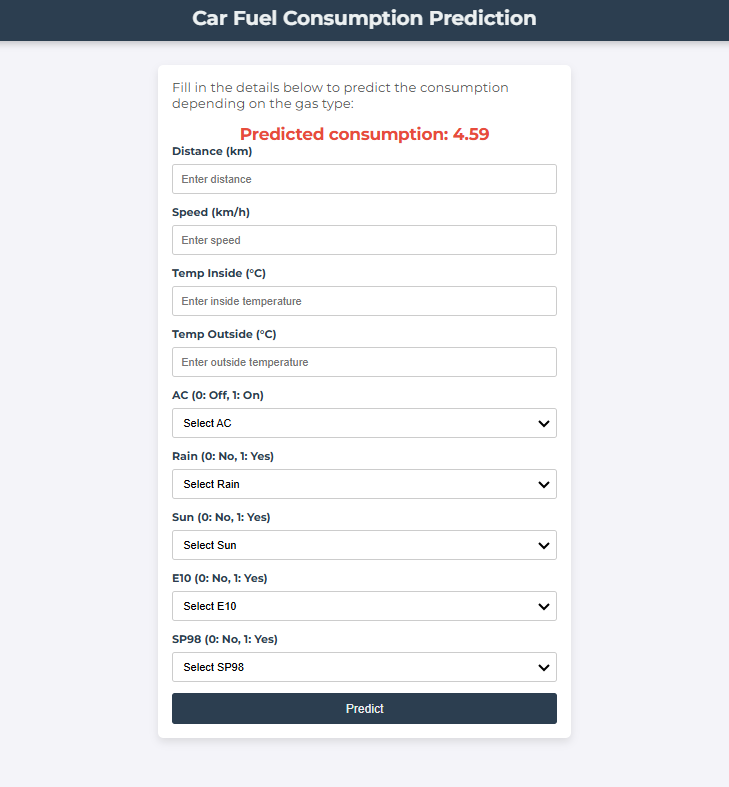 Car Fuel Consumption Prediction
Fill in the details below to predict the consumption
depending on the gas type:
Predicted consumption: 4.59
Distance (km)
Enter distance
Speed (km/h)
Enter speed
Temp Inside (°C)
Enter inside temperature
Temp Outside (°C)
Enter outside temperature
AC (0: Off, 1: On)
Select AC
Rain (0: No, 1: Yes)
Select Rain
Sun (0: No, 1: Yes)
Select Sun
E10 (0: No, 1: Yes)
Select E10
SP98 (0: No, 1: Yes)
Select SP98
Predict